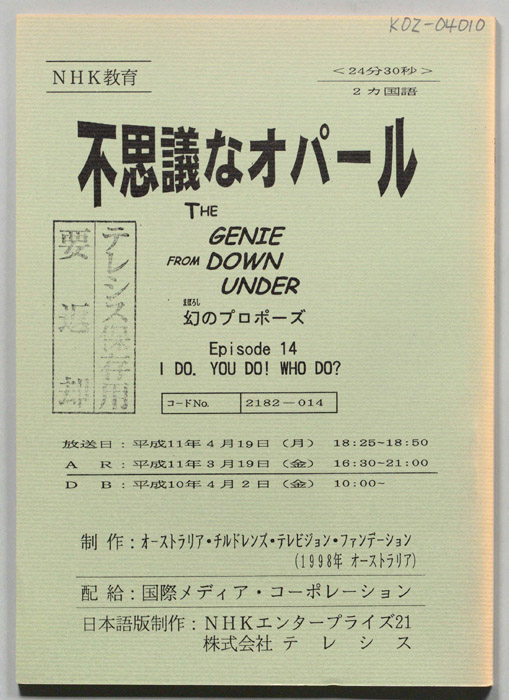 KOZ-04010
NHK教育
<24分30秒>
2カ国語
不思議なオパール
THE
GENIE
FROM DOWN
UNDER
まぼろし
幻のプロポーズ
Episode 14
I DO. YOU DO! WHO DO?
コードNo. 2182-014
テレシス保存用
要返却
放送日：平成11年4月19日（月） 18:25~18:50
AR：平成11年3月19日（金） 16:30~21:00
DB：平成10年4月2日（金） 10:00~
制作：オーストラリア・チルドレンズ・テレビジョン・ファンデーション
(1998年 オーストラリア)
配給：国際メディア・コーポレーション
日本語版制作：NHKエンタープライズ21
株式会社 テレシス